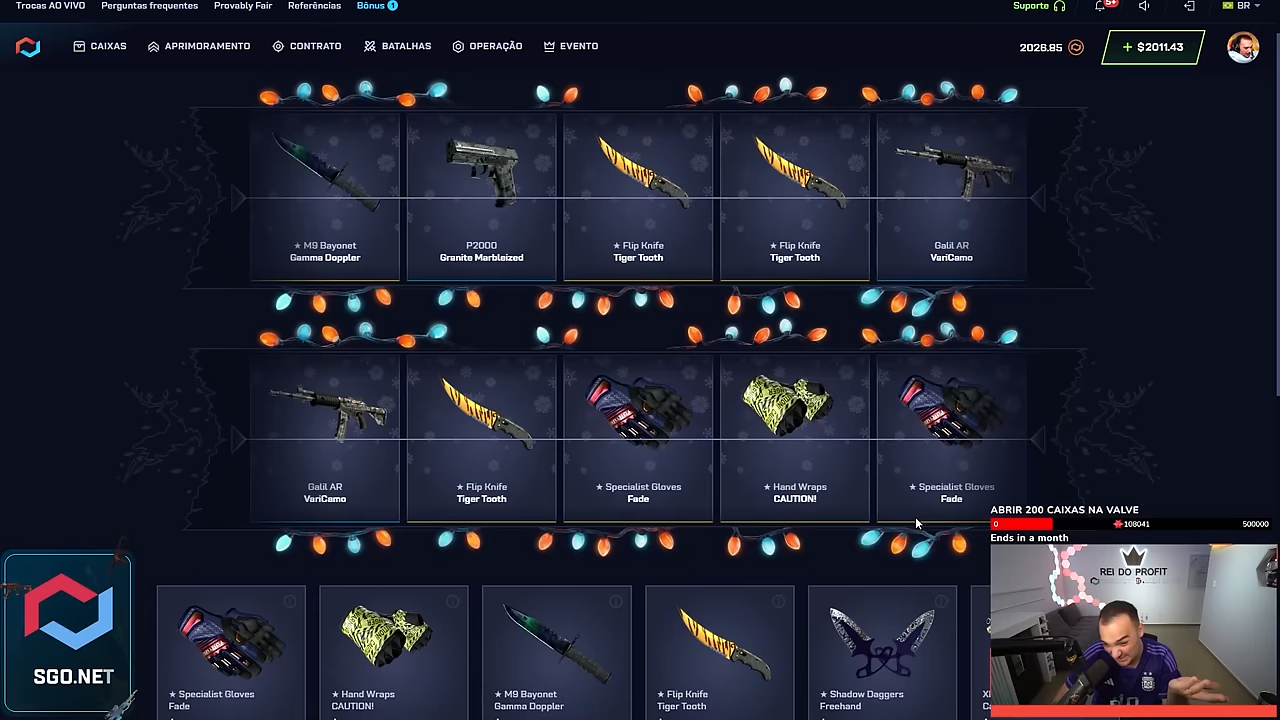 Trocas AO VIVO Perguntas frequentes Provably Fair Referências Bônus 1 Suporte 5+ BR
CAIXAS APRIMORAMENTO CONTRATO BATALHAS OPERAÇÃO EVENTO 2026.95 + $2011.43
★ M9 Bayonet
Gamma Doppler
P2000
Granite Marbleized
★ Flip Knife
Tiger Tooth
★ Flip Knife
Tiger Tooth
Galil AR
VariCamo
Galil AR
VariCamo
★ Flip Knife
Tiger Tooth
★ Specialist Gloves
Fade
★ Hand Wraps
CAUTION!
★ Specialist Gloves
Fade
ABRIR 200 CAIXAS NA VALVE
0 108041 500000
Ends in a month
REI DO PROFIT
SGO.NET
★ Specialist Gloves
Fade
★ Hand Wraps
CAUTION!
★ M9 Bayonet
Gamma Doppler
★ Flip Knife
Tiger Tooth
★ Shadow Daggers
Freehand